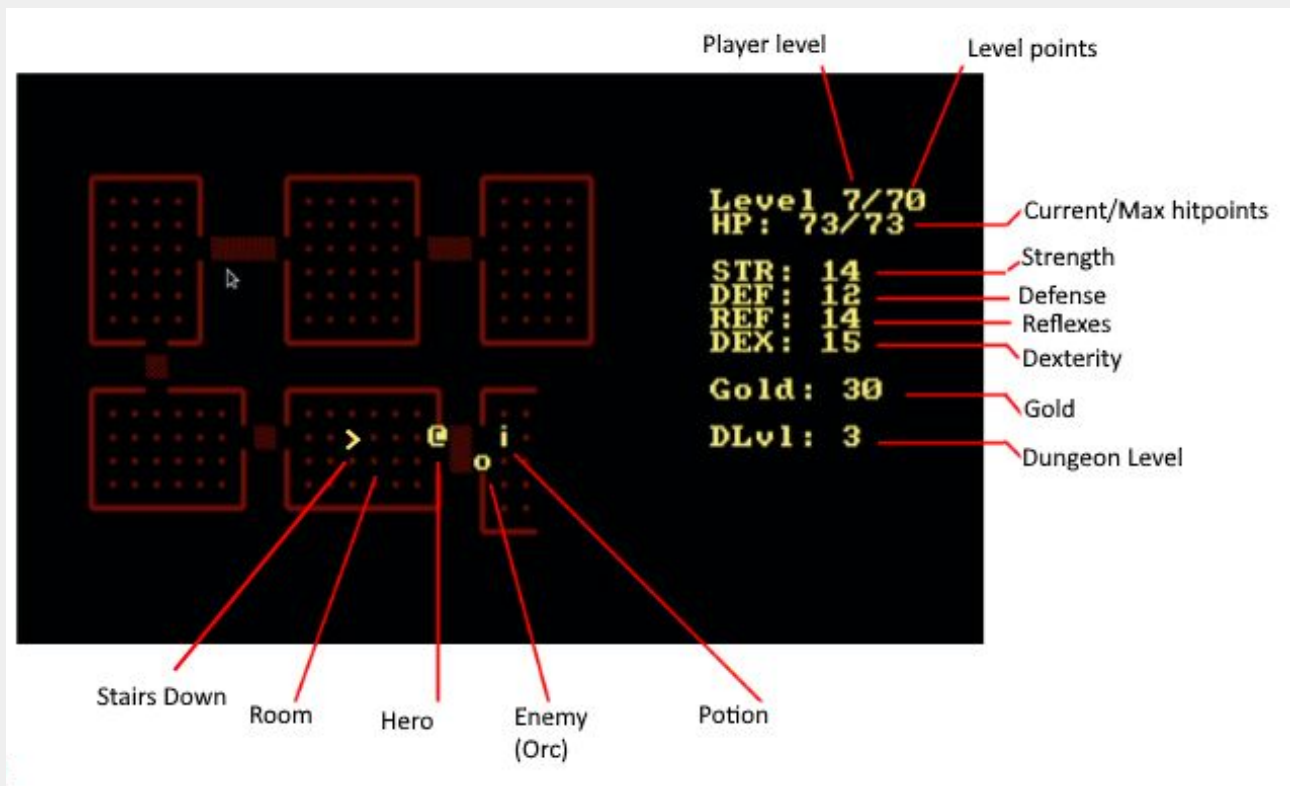 Player level
Level points
Level 7/70
HP: 73/73
Current/Max hitpoints
STR: 14
Strength
DEF: 12
Defense
REF: 14
Reflexes
DEX: 15
Dexterity
Gold: 30
Gold
DLvl: 3
Dungeon Level
> @ i
o
Stairs Down
Room
Hero
Enemy
(Orc)
Potion